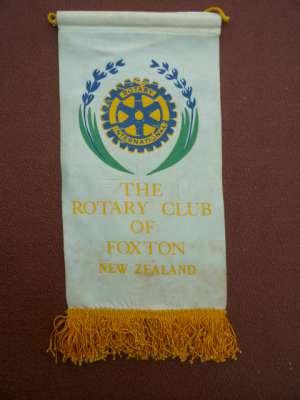 ROTARY
INTERNATIONAL
THE
ROTARY CLUB
OF
FOXTON
NEW ZEALAND